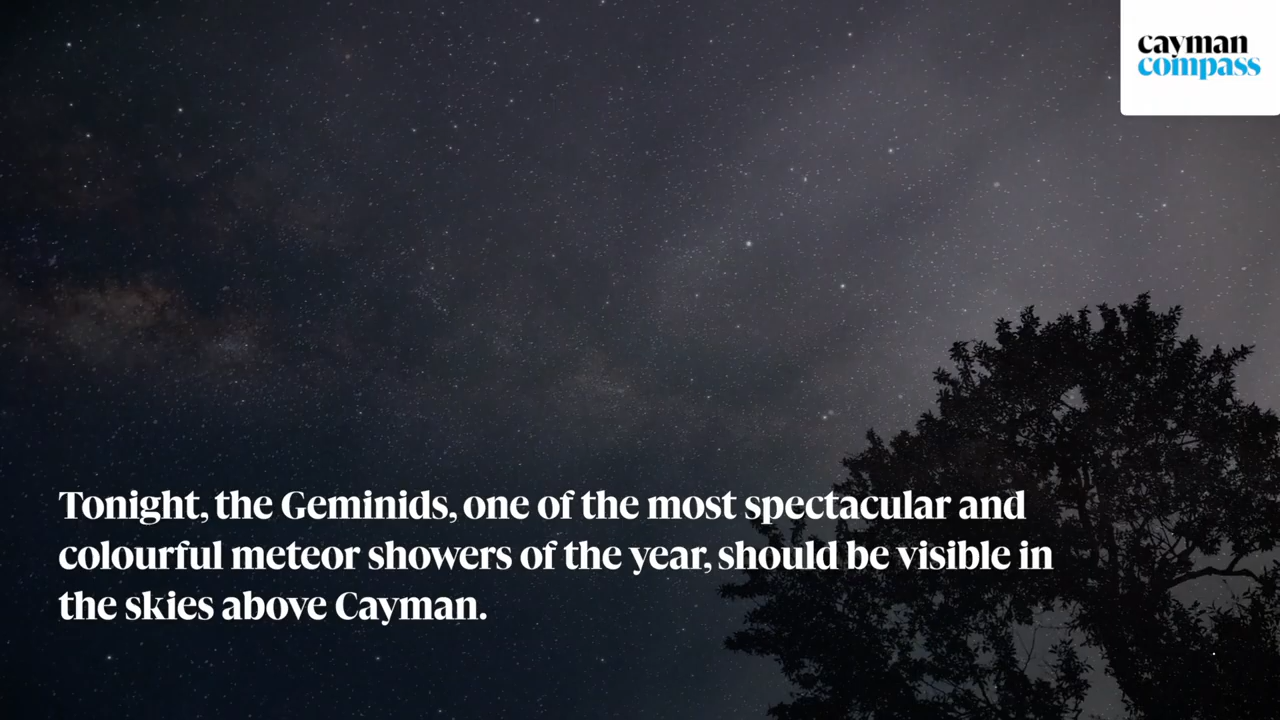 cayman
compass
Tonight, the Geminids, one of the most spectacular and
colourful meteor showers of the year, should be visible in
the skies above Cayman.